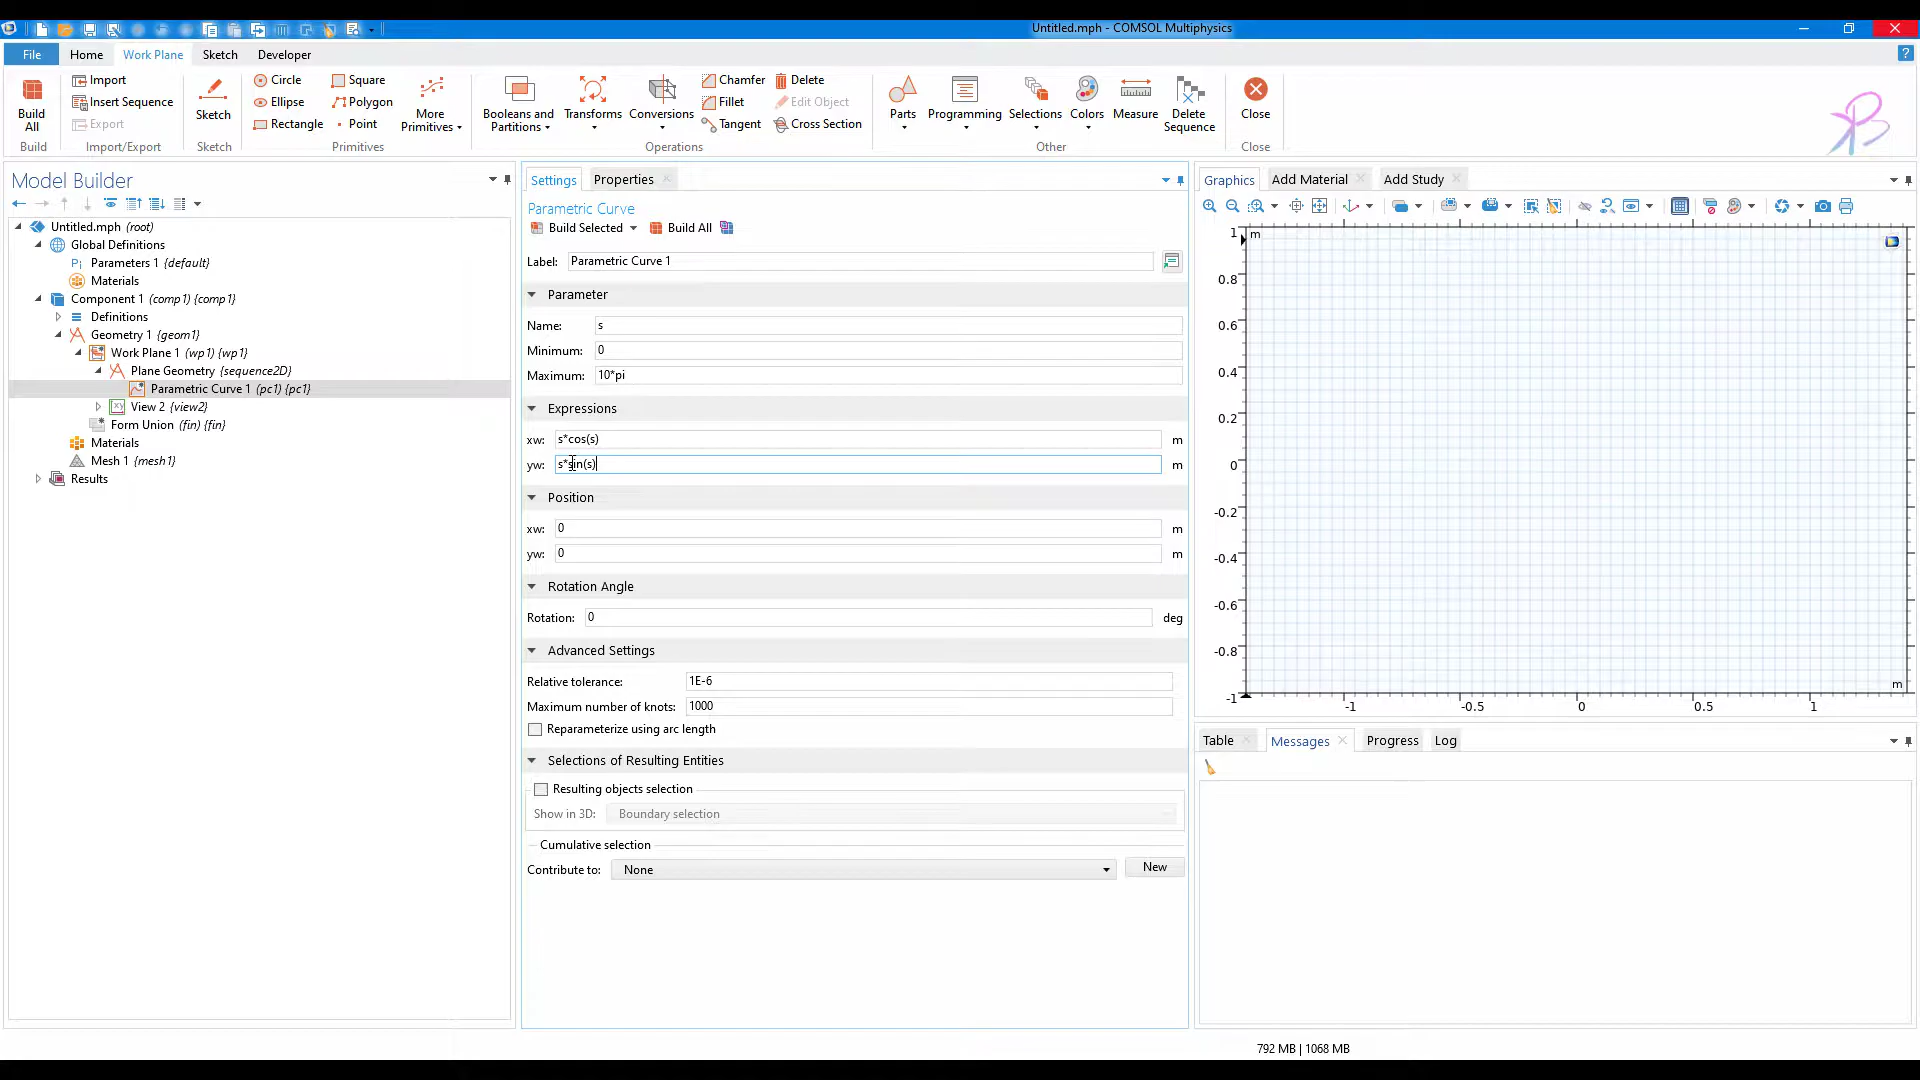 Untitled.mph - COMSOL Multiphysics
File Home Work Plane Sketch Developer
Build All
Build
Import
Insert Sequence
Export
Import/Export
Sketch
Sketch
Circle Square
Ellipse Polygon
Rectangle Point
More Primitives
Primitives
Booleans and Partitions
Transforms
Conversions
Chamfer Delete
Fillet Edit Object
Tangent Cross Section
Operations
Parts
Programming
Selections
Colors
Measure
Delete Sequence
Other
Close
Close
Model Builder
Untitled.mph (root)
Global Definitions
Parameters 1 {default}
Materials
Component 1 (comp1) {comp1}
Definitions
Geometry 1 {geom1}
Work Plane 1 (wp1) {wp1}
Plane Geometry {sequence2D}
Parametric Curve 1 (pc1) {pc1}
View 2 {view2}
Form Union (fin) {fin}
Materials
Mesh 1 {mesh1}
Results
Settings Properties
Parametric Curve
Build Selected Build All
Label: Parametric Curve 1
Parameter
Name: s
Minimum: 0
Maximum: 10*pi
Expressions
xw: s*cos(s) m
yw: s*sin(s) m
Position
xw: 0 m
yw: 0 m
Rotation Angle
Rotation: 0 deg
Advanced Settings
Relative tolerance: 1E-6
Maximum number of knots: 1000
Reparameterize using arc length
Selections of Resulting Entities
Resulting objects selection
Show in 3D: Boundary selection
Cumulative selection
Contribute to: None New
Graphics Add Material Add Study
1 m
0.8
0.6
0.4
0.2
0
-0.2
-0.4
-0.6
-0.8
-1 m
-1 -0.5 0 0.5 1
Table Messages Progress Log
792 MB | 1068 MB